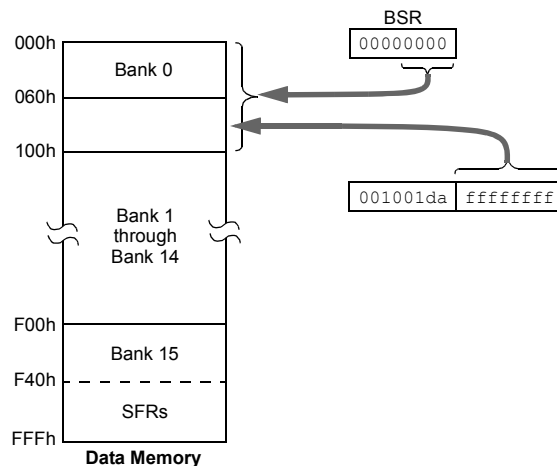 BSR
00000000
000h
Bank 0
060h
100h
001001da ffffffff
Bank 1
through
Bank 14
F00h
Bank 15
F40h
SFRs
FFFh
Data Memory